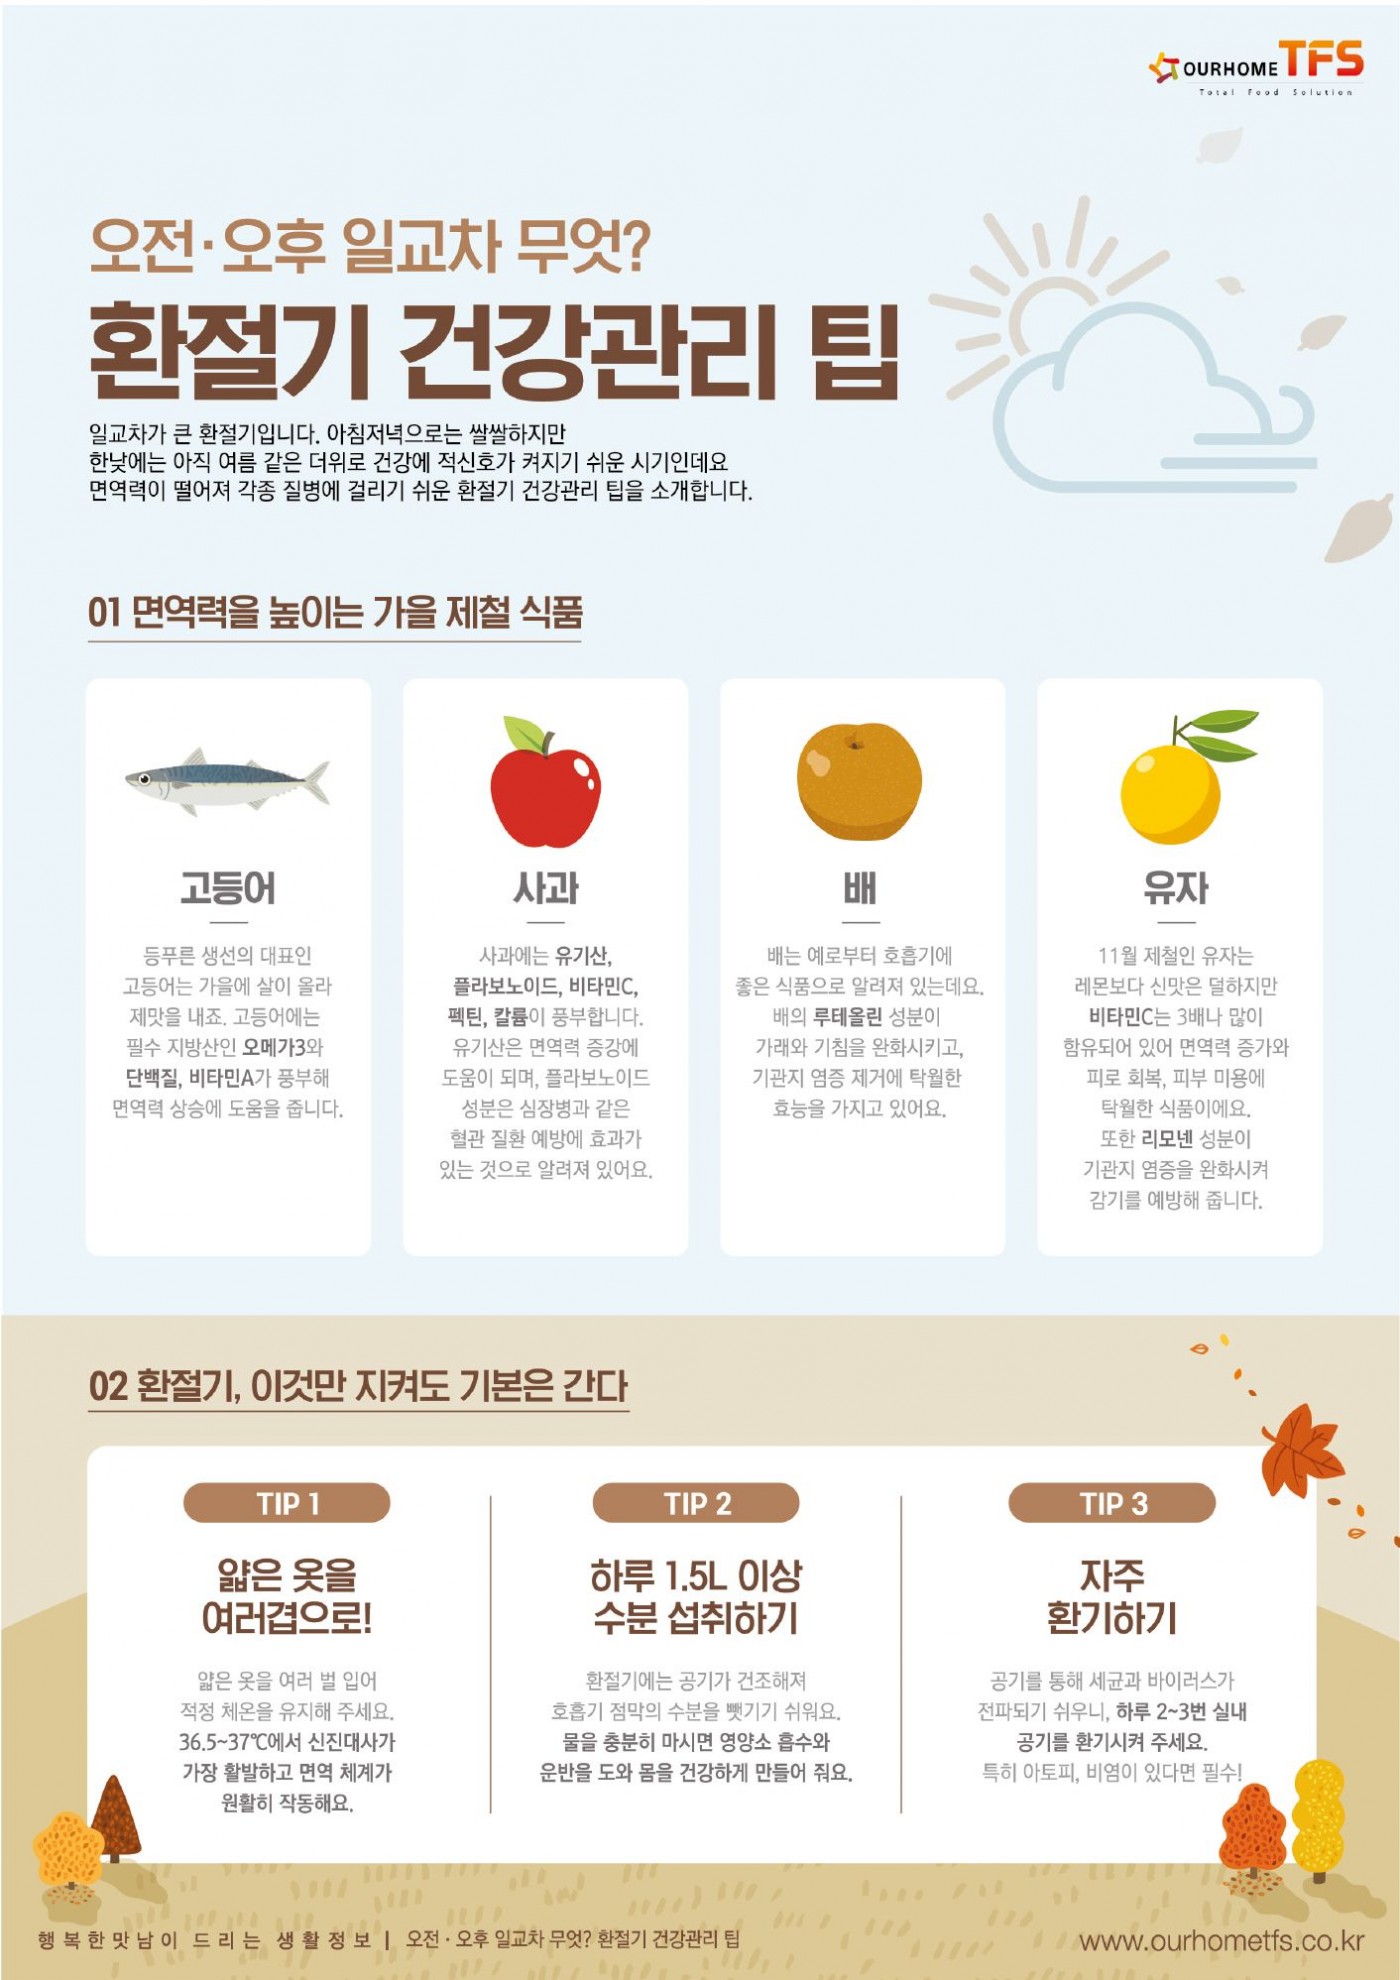 OURHOME TFS
Total Food Solution
오전·오후 일교차 무엇?
환절기 건강관리 팁
일교차가 큰 환절기입니다. 아침저녁으로는 쌀쌀하지만
한낮에는 아직 여름 같은 더위로 건강에 적신호가 켜지기 쉬운 시기인데요
면역력이 떨어져 각종 질병에 걸리기 쉬운 환절기 건강관리 팁을 소개합니다.
01 면역력을 높이는 가을 제철 식품
고등어
등푸른 생선의 대표인
고등어는 가을에 살이 올라
제맛을 내죠. 고등어에는
필수 지방산인 오메가3와
단백질, 비타민A가 풍부해
면역력 상승에 도움을 줍니다.
사과
사과에는 유기산,
플라보노이드, 비타민C,
펙틴, 칼륨이 풍부합니다.
유기산은 면역력 증강에
도움이 되며, 플라보노이드
성분은 심장병과 같은
혈관 질환 예방에 효과가
있는 것으로 알려져 있어요.
배
배는 예로부터 호흡기에
좋은 식품으로 알려져 있는데요.
배의 루테올린 성분이
가래와 기침을 완화시키고,
기관지 염증 제거에 탁월한
효능을 가지고 있어요.
유자
11월 제철인 유자는
레몬보다 신맛은 덜하지만
비타민C는 3배나 많이
함유되어 있어 면역력 증가와
피로 회복, 피부 미용에
탁월한 식품이에요.
또한 리모넨 성분이
기관지 염증을 완화시켜
감기를 예방해 줍니다.
02 환절기, 이것만 지켜도 기본은 간다
TIP 1
얇은 옷을
여러겹으로!
얇은 옷을 여러 벌 입어
적정 체온을 유지해 주세요.
36.5~37℃에서 신진대사가
가장 활발하고 면역 체계가
원활히 작동해요.
TIP 2
하루 1.5L 이상
수분 섭취하기
환절기에는 공기가 건조해져
호흡기 점막의 수분을 뺏기기 쉬워요.
물을 충분히 마시면 영양소 흡수와
운반을 도와 몸을 건강하게 만들어 줘요.
TIP 3
자주
환기하기
공기를 통해 세균과 바이러스가
전파되기 쉬우니, 하루 2~3번 실내
공기를 환기시켜 주세요.
특히 아토피, 비염이 있다면 필수!
행복한맛남이 드리는 생활정보 | 오전·오후 일교차 무엇? 환절기 건강관리 팁
www.ourhometfs.co.kr